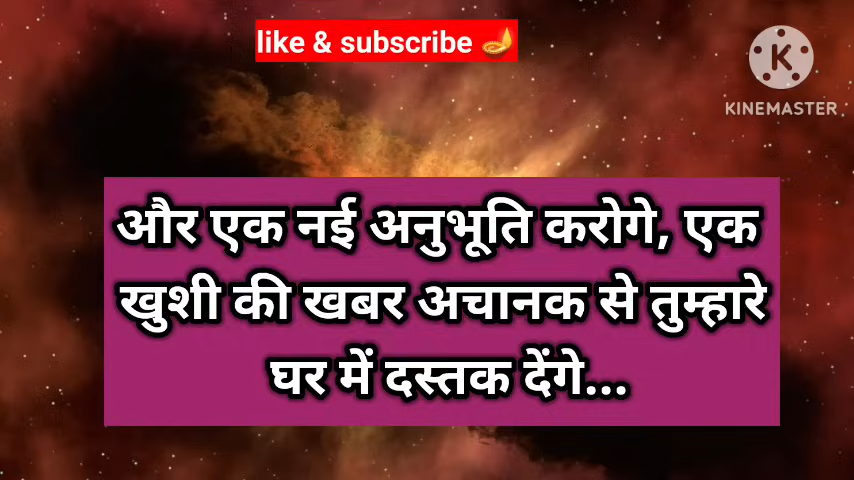 like & subscribe 🪔
K
KINEMASTER
और एक नई अनुभूति करोगे, एक
खुशी की खबर अचानक से तुम्हारे
घर में दस्तक देंगे...